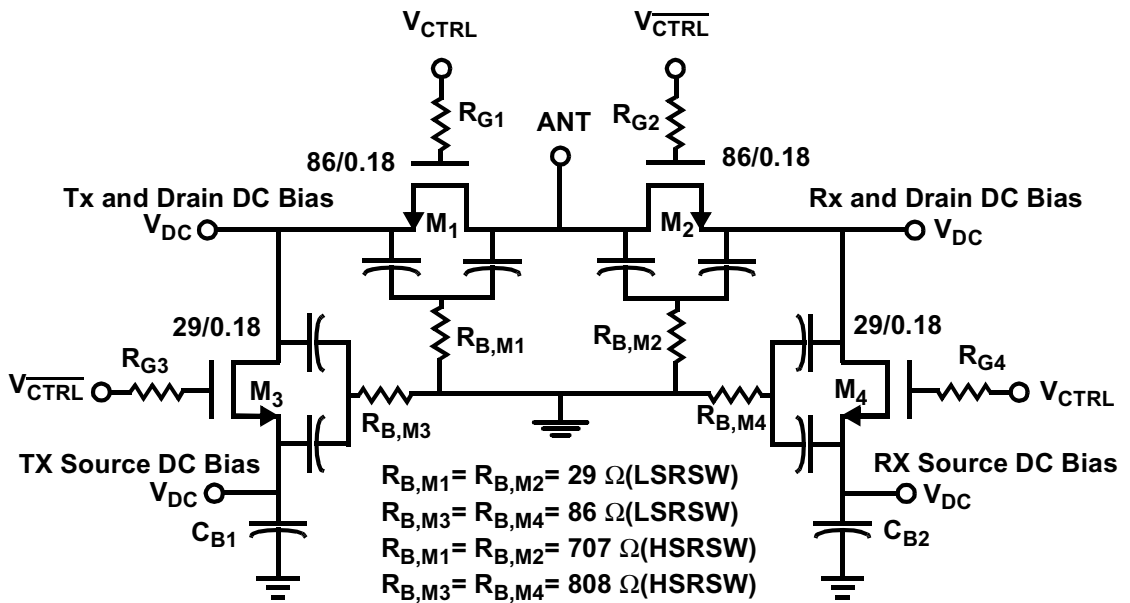 V_CTRL
V_C̅T̅R̅L̅
R_G1
ANT
R_G2
86/0.18
86/0.18
Tx and Drain DC Bias
Rx and Drain DC Bias
V_DC
M_1
M_2
V_DC
29/0.18
R_B,M1
R_B,M2
29/0.18
R_G3
R_G4
V_C̅T̅R̅L̅
M_3
M_4
V_CTRL
R_B,M3
R_B,M4
TX Source DC Bias
RX Source DC Bias
V_DC
V_DC
C_B1
C_B2
R_B,M1= R_B,M2= 29 Ω(LSRSW)
R_B,M3= R_B,M4= 86 Ω(LSRSW)
R_B,M1= R_B,M2= 707 Ω(HSRSW)
R_B,M3= R_B,M4= 808 Ω(HSRSW)